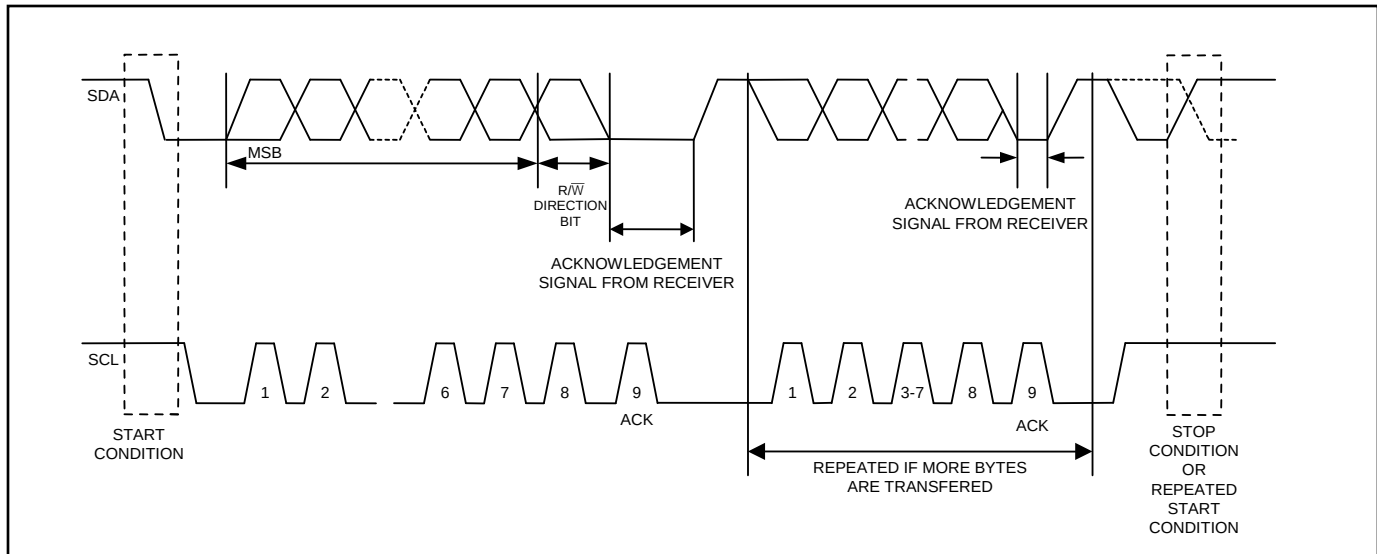 SDA
MSB
R/W̅
DIRECTION
BIT
ACKNOWLEDGEMENT
SIGNAL FROM RECEIVER
ACKNOWLEDGEMENT
SIGNAL FROM RECEIVER
SCL
1
2
6
7
8
9
ACK
1
2
3-7
8
9
ACK
START
CONDITION
REPEATED IF MORE BYTES
ARE TRANSFERED
STOP
CONDITION
OR
REPEATED
START
CONDITION